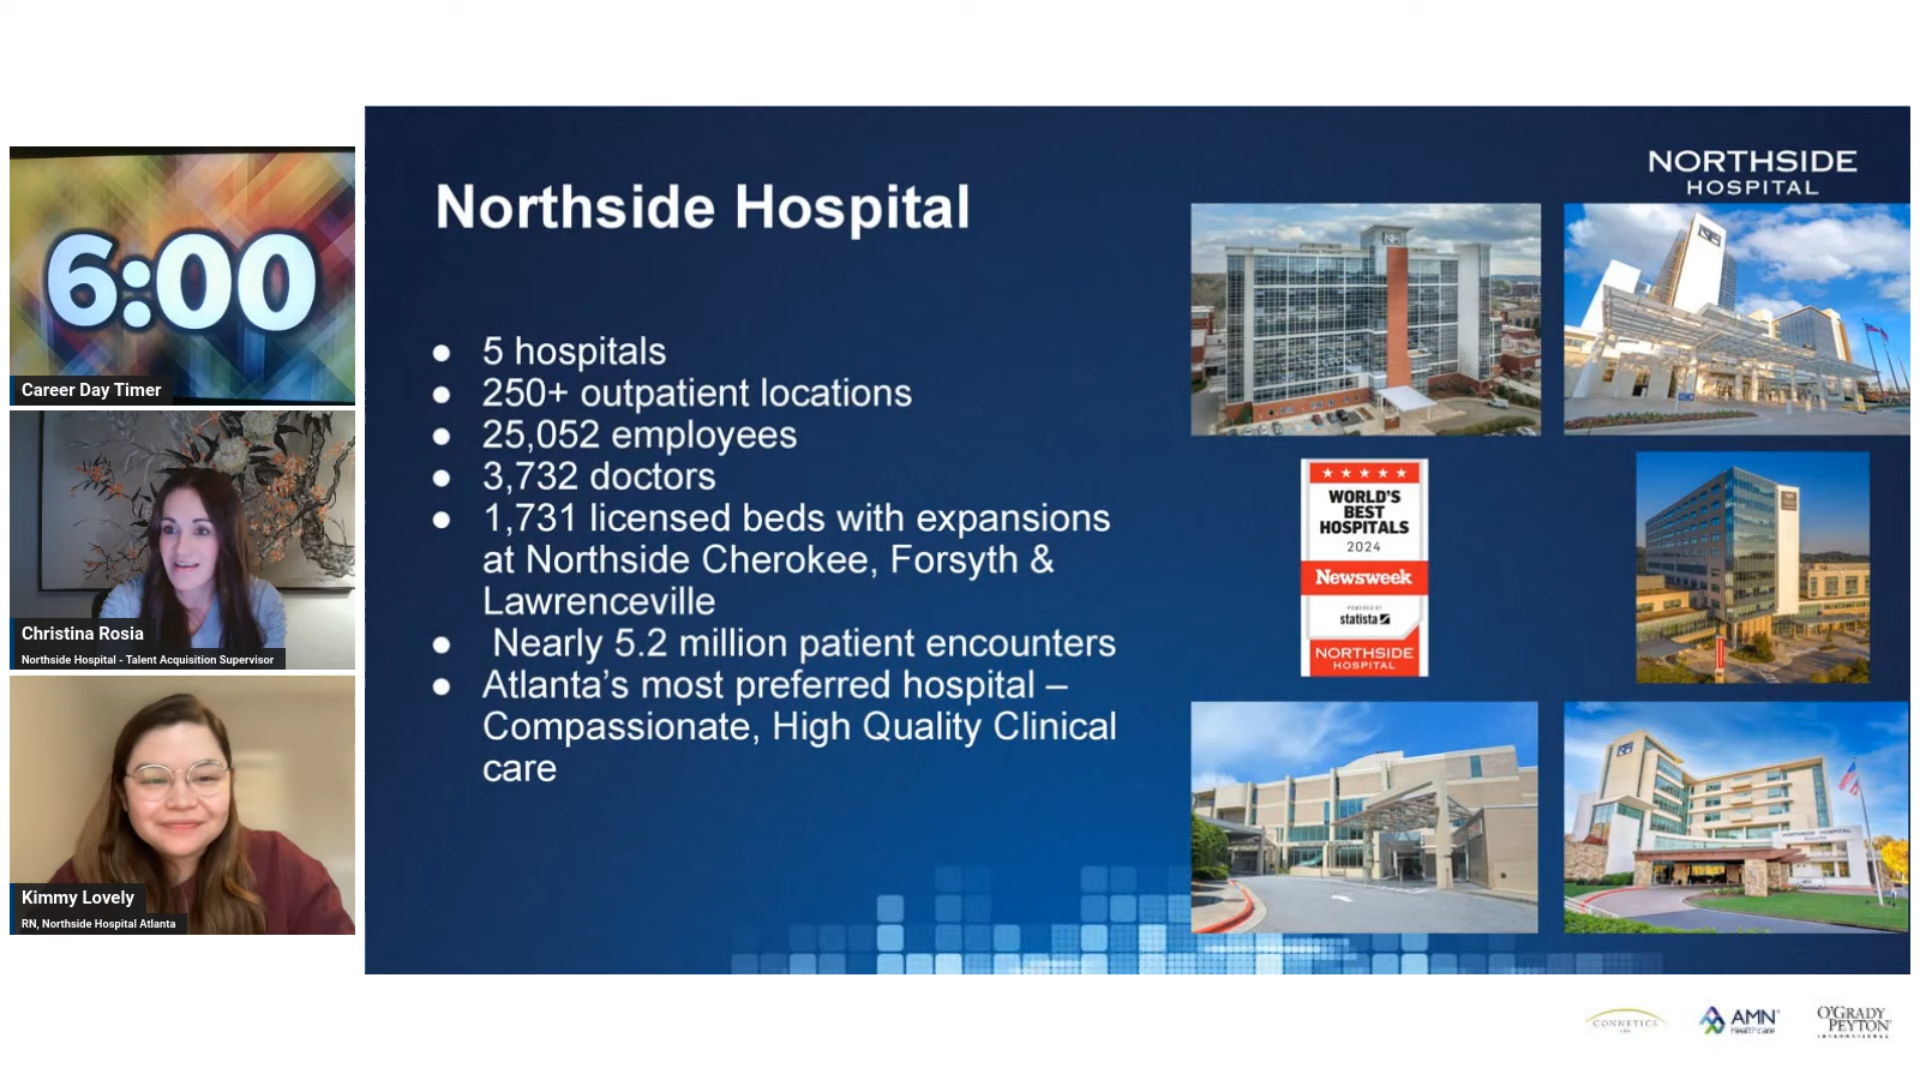 6:00
Career Day Timer
Christina Rosia
Northside Hospital - Talent Acquisition Supervisor
Kimmy Lovely
RN, Northside Hospital Atlanta
NORTHSIDE
HOSPITAL
Northside Hospital
● 5 hospitals
● 250+ outpatient locations
● 25,052 employees
● 3,732 doctors
● 1,731 licensed beds with expansions
at Northside Cherokee, Forsyth &
Lawrenceville
● Nearly 5.2 million patient encounters
● Atlanta’s most preferred hospital –
Compassionate, High Quality Clinical
care
WORLD'S
BEST
HOSPITALS
2024
Newsweek
POWERED BY
statista
NORTHSIDE
HOSPITAL
NORTHSIDE HOSPITAL
CONNETICS
AMN
Healthcare
O'GRADY
PEYTON
INTERNATIONAL